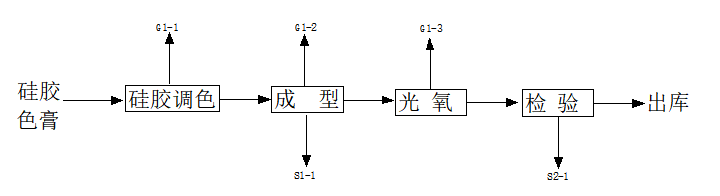 G1-1
G1-2
G1-3
硅胶
色膏
硅胶调色
成 型
光 氧
检 验
出库
S1-1
S2-1